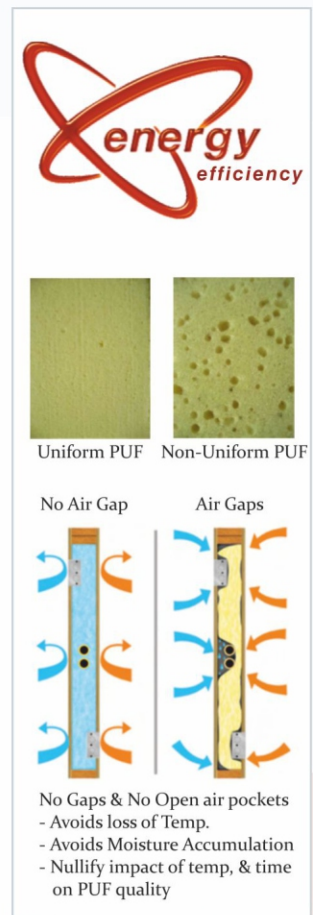 energy
efficiency
Uniform PUF Non-Uniform PUF
No Air Gap Air Gaps
No Gaps & No Open air pockets
- Avoids loss of Temp.
- Avoids Moisture Accumulation
- Nullify impact of temp, & time
on PUF quality